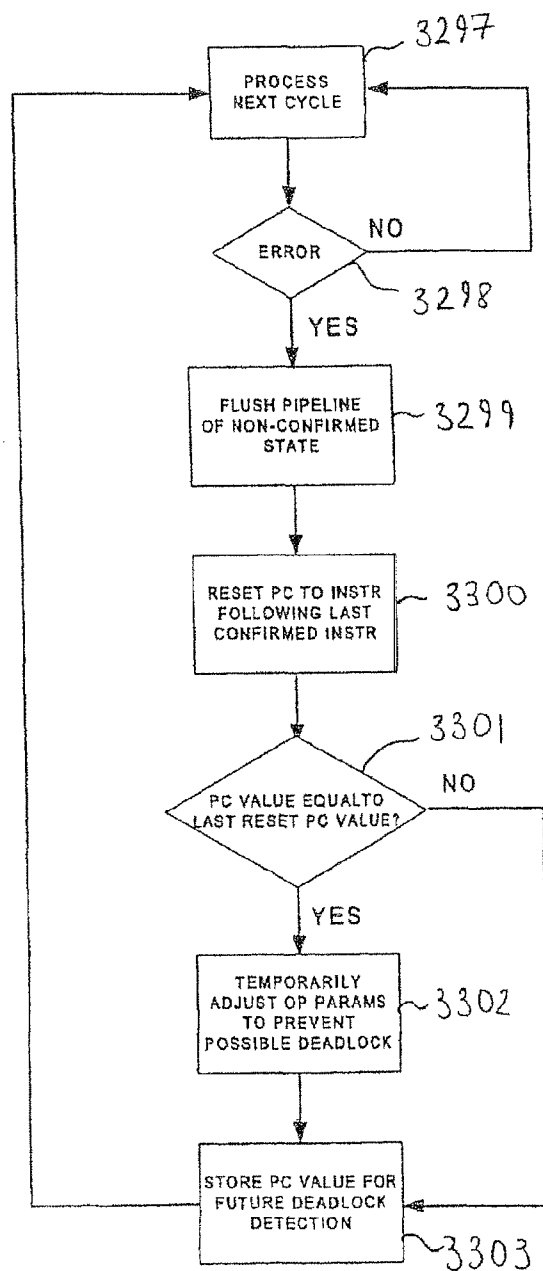 3297
PROCESS
NEXT CYCLE
NO
ERROR
3298
YES
FLUSH PIPELINE
OF NON-CONFIRMED
STATE
3299
RESET PC TO INSTR
FOLLOWING LAST
CONFIRMED INSTR
3300
3301
NO
PC VALUE EQUALTO
LAST RESET PC VALUE?
YES
TEMPORARILY
ADJUST OP PARAMS
TO PREVENT
POSSIBLE DEADLOCK
3302
STORE PC VALUE FOR
FUTURE DEADLOCK
DETECTION
3303